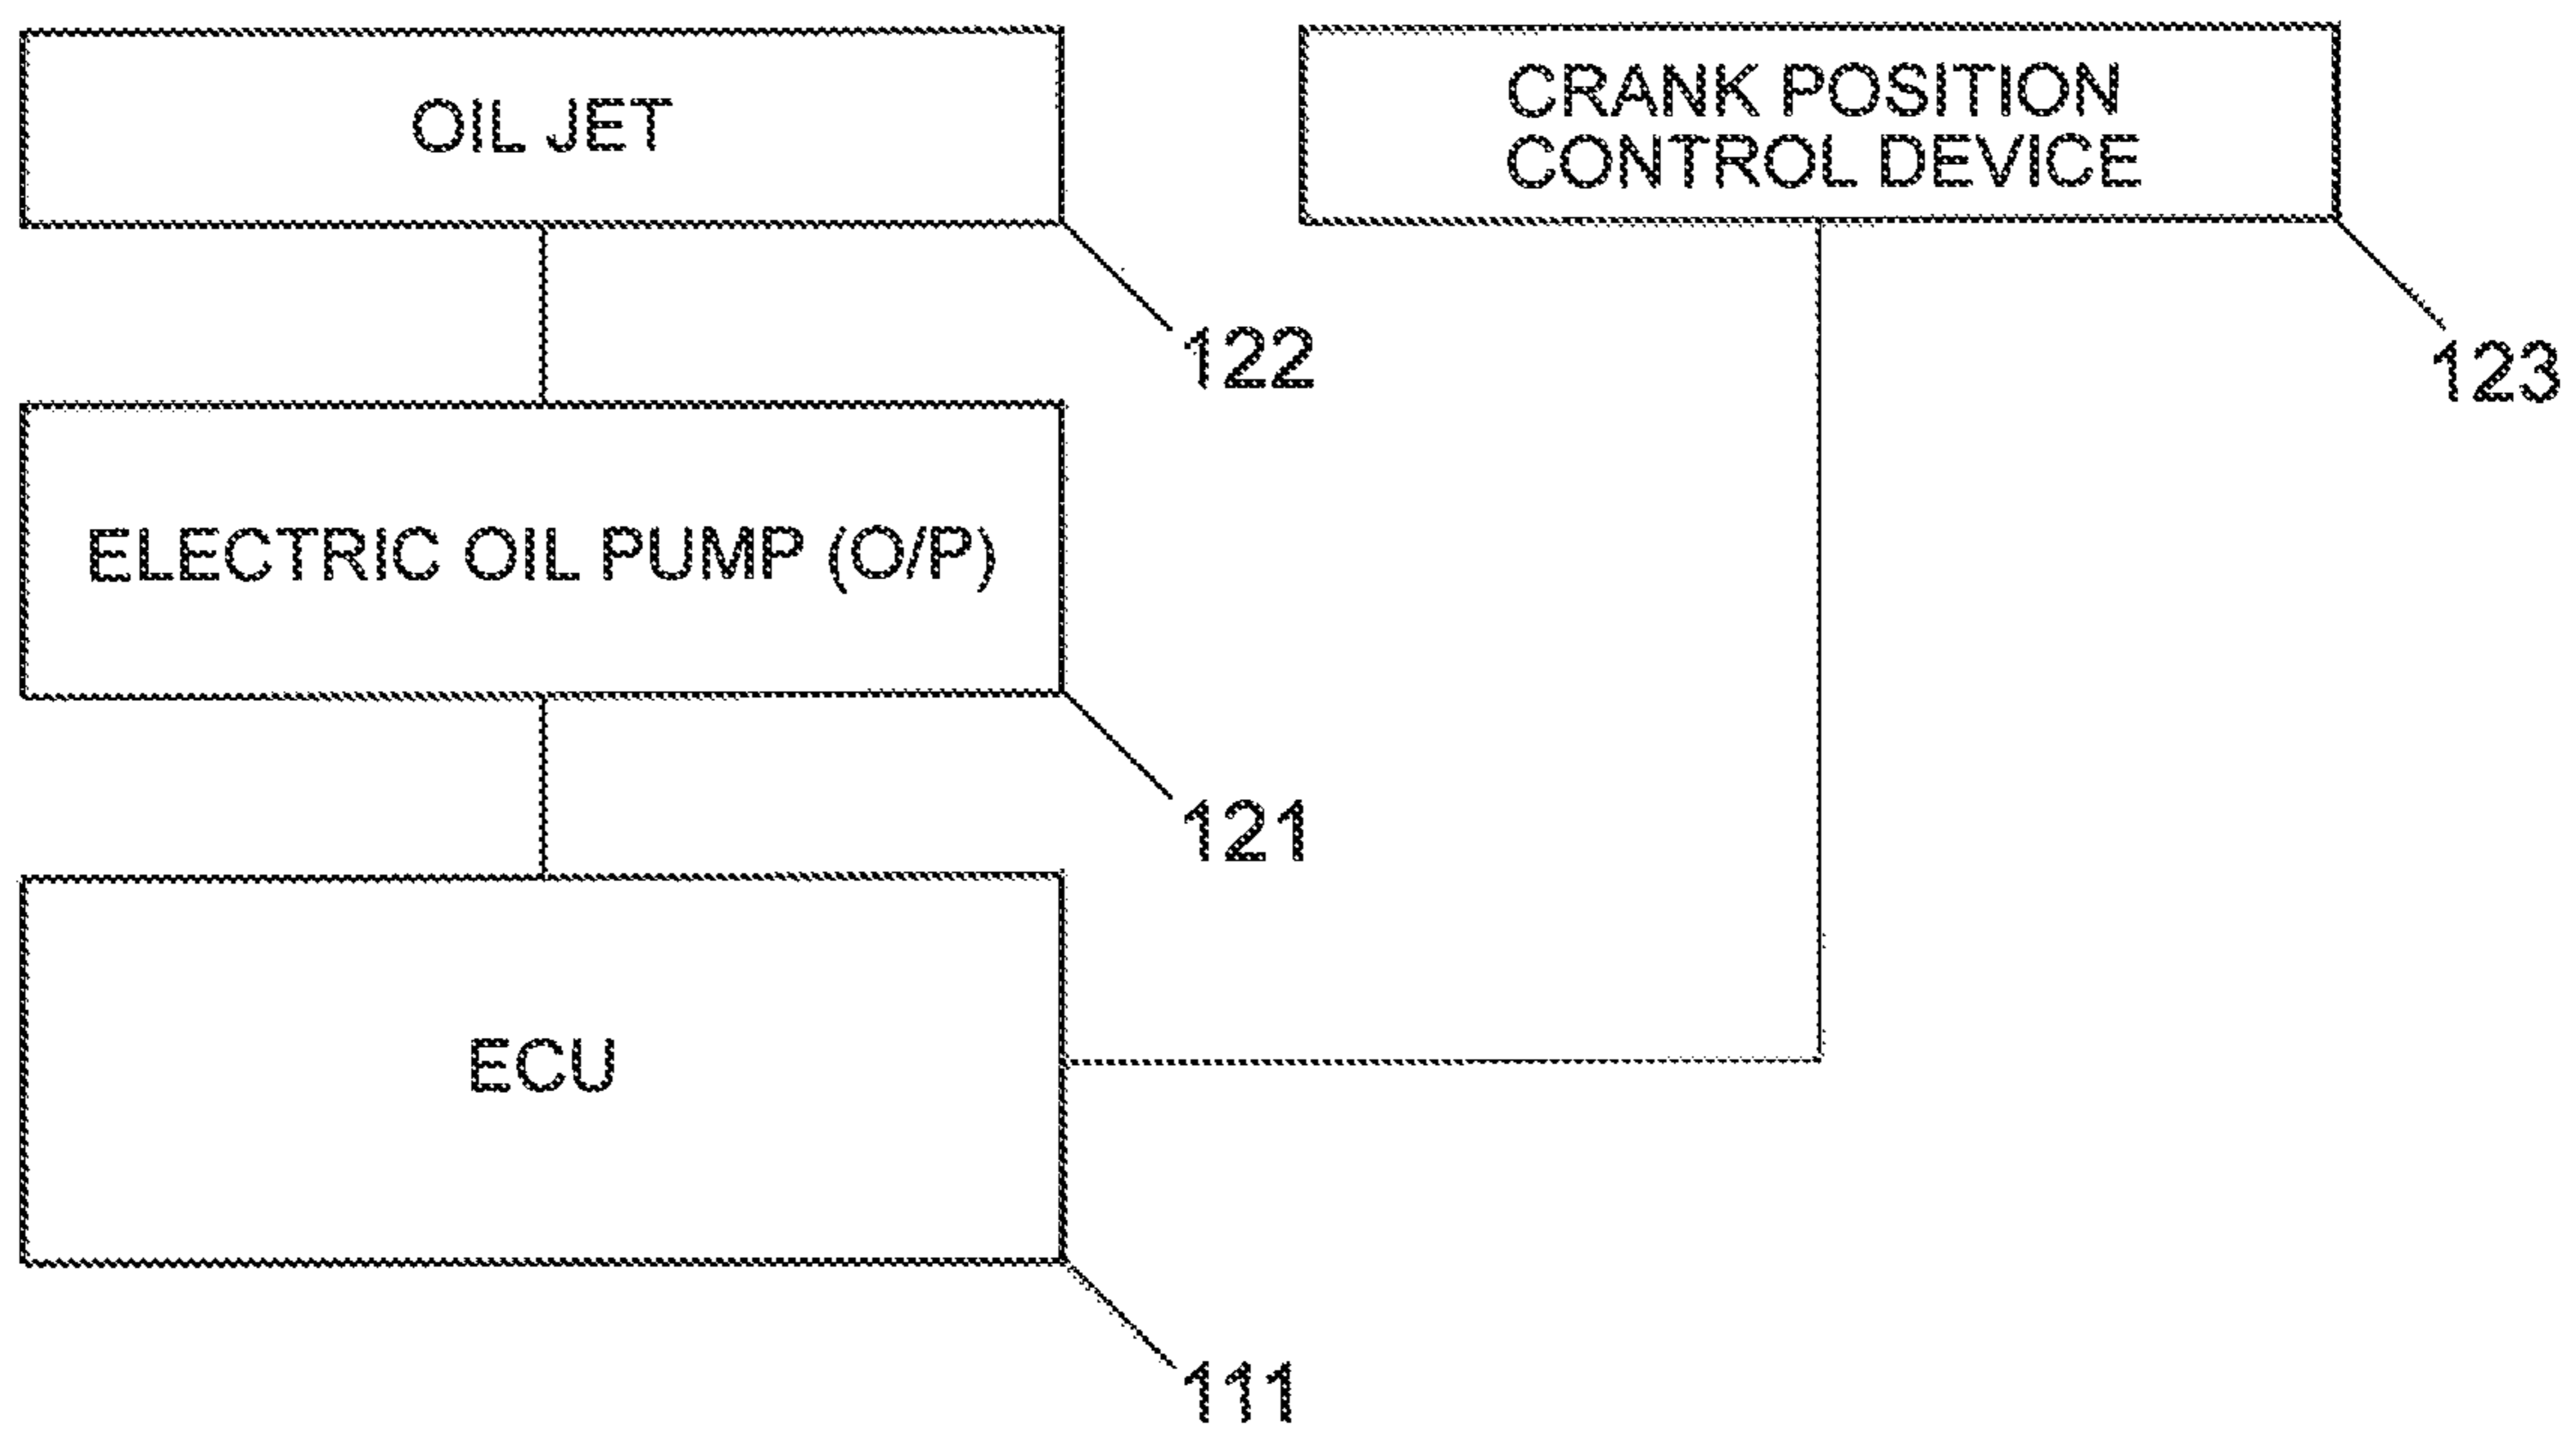 OIL JET
CRANK POSITION
CONTROL DEVICE
122
123
ELECTRIC OIL PUMP (O/P)
121
ECU
111